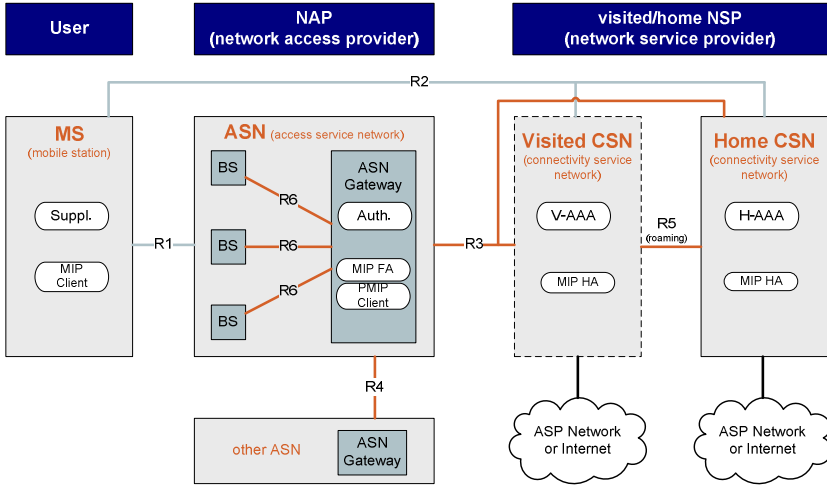 User
NAP
(network access provider)
visited/home NSP
(network service provider)
R2
MS
(mobile station)
Suppl.
MIP
Client
R1
ASN (access service network)
BS
BS
BS
R6
R6
R6
ASN
Gateway
Auth.
MIP FA
PMIP
Client
R3
Visited CSN
(connectivity service
network)
V-AAA
MIP HA
R5
(roaming)
Home CSN
(connectivity service
network)
H-AAA
MIP HA
R4
other ASN
ASN
Gateway
ASP Network
or Internet
ASP Network
or Internet